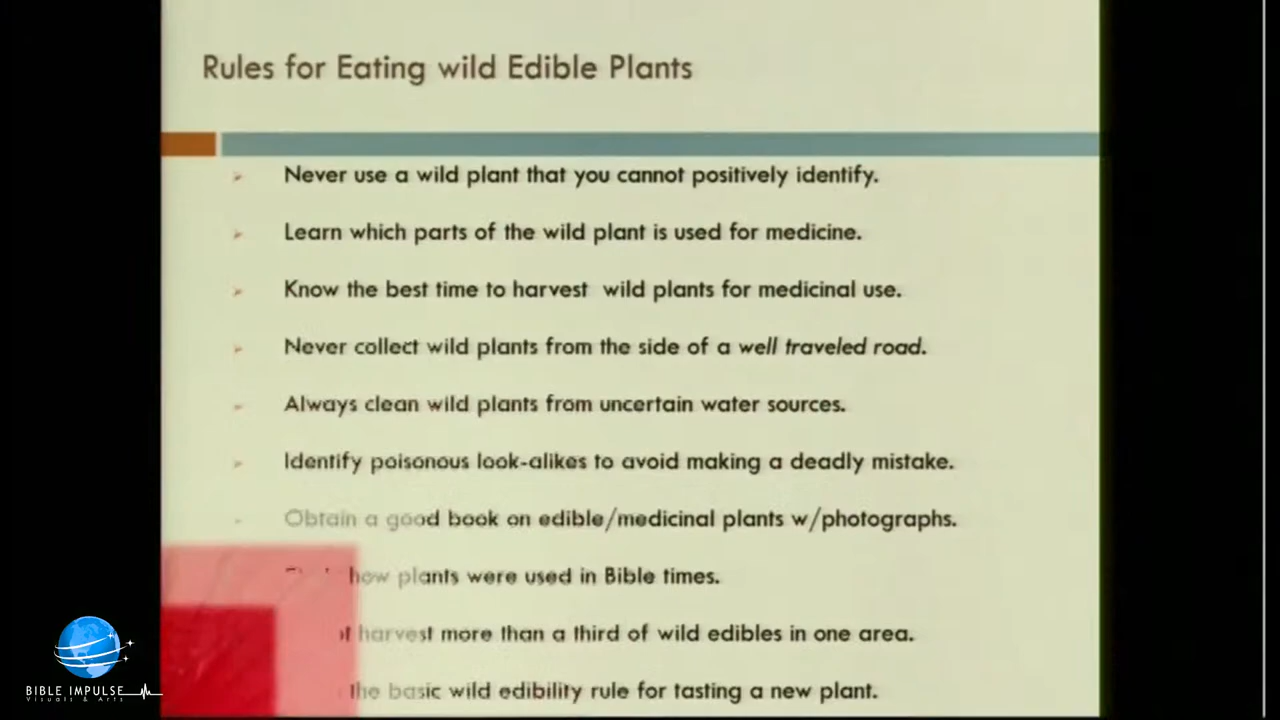 Rules for Eating wild Edible Plants
Never use a wild plant that you cannot positively identify.
Learn which parts of the wild plant is used for medicine.
Know the best time to harvest wild plants for medicinal use.
Never collect wild plants from the side of a well traveled road.
Always clean wild plants from uncertain water sources.
Identify poisonous look-alikes to avoid making a deadly mistake.
Obtain a good book on edible/medicinal plants w/photographs.
how plants were used in Bible times.
harvest more than a third of wild edibles in one area.
the basic wild edibility rule for tasting a new plant.
BIBLE IMPULSE
Visuals & Arts